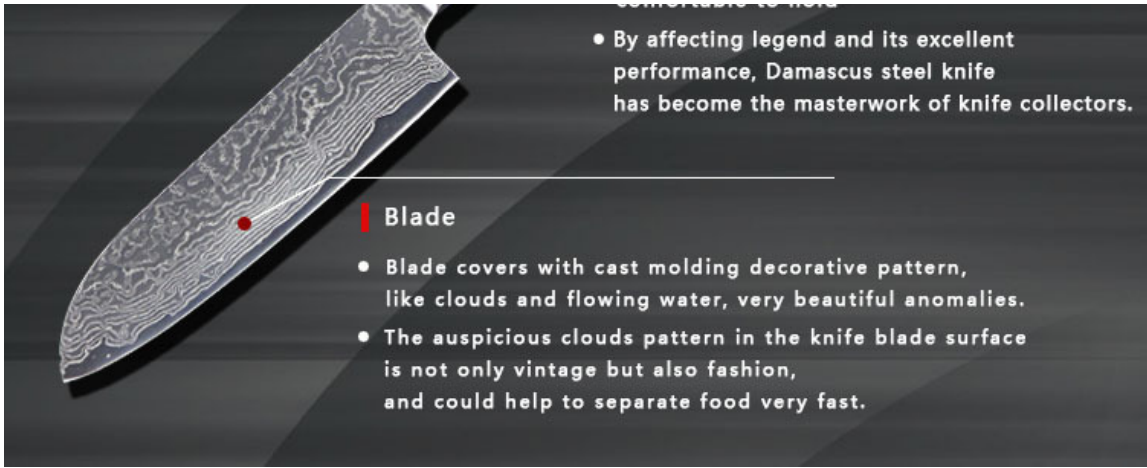 comfortable to hold
• By affecting legend and its excellent
performance, Damascus steel knife
has become the masterwork of knife collectors.
Blade
• Blade covers with cast molding decorative pattern,
like clouds and flowing water, very beautiful anomalies.
• The auspicious clouds pattern in the knife blade surface
is not only vintage but also fashion,
and could help to separate food very fast.